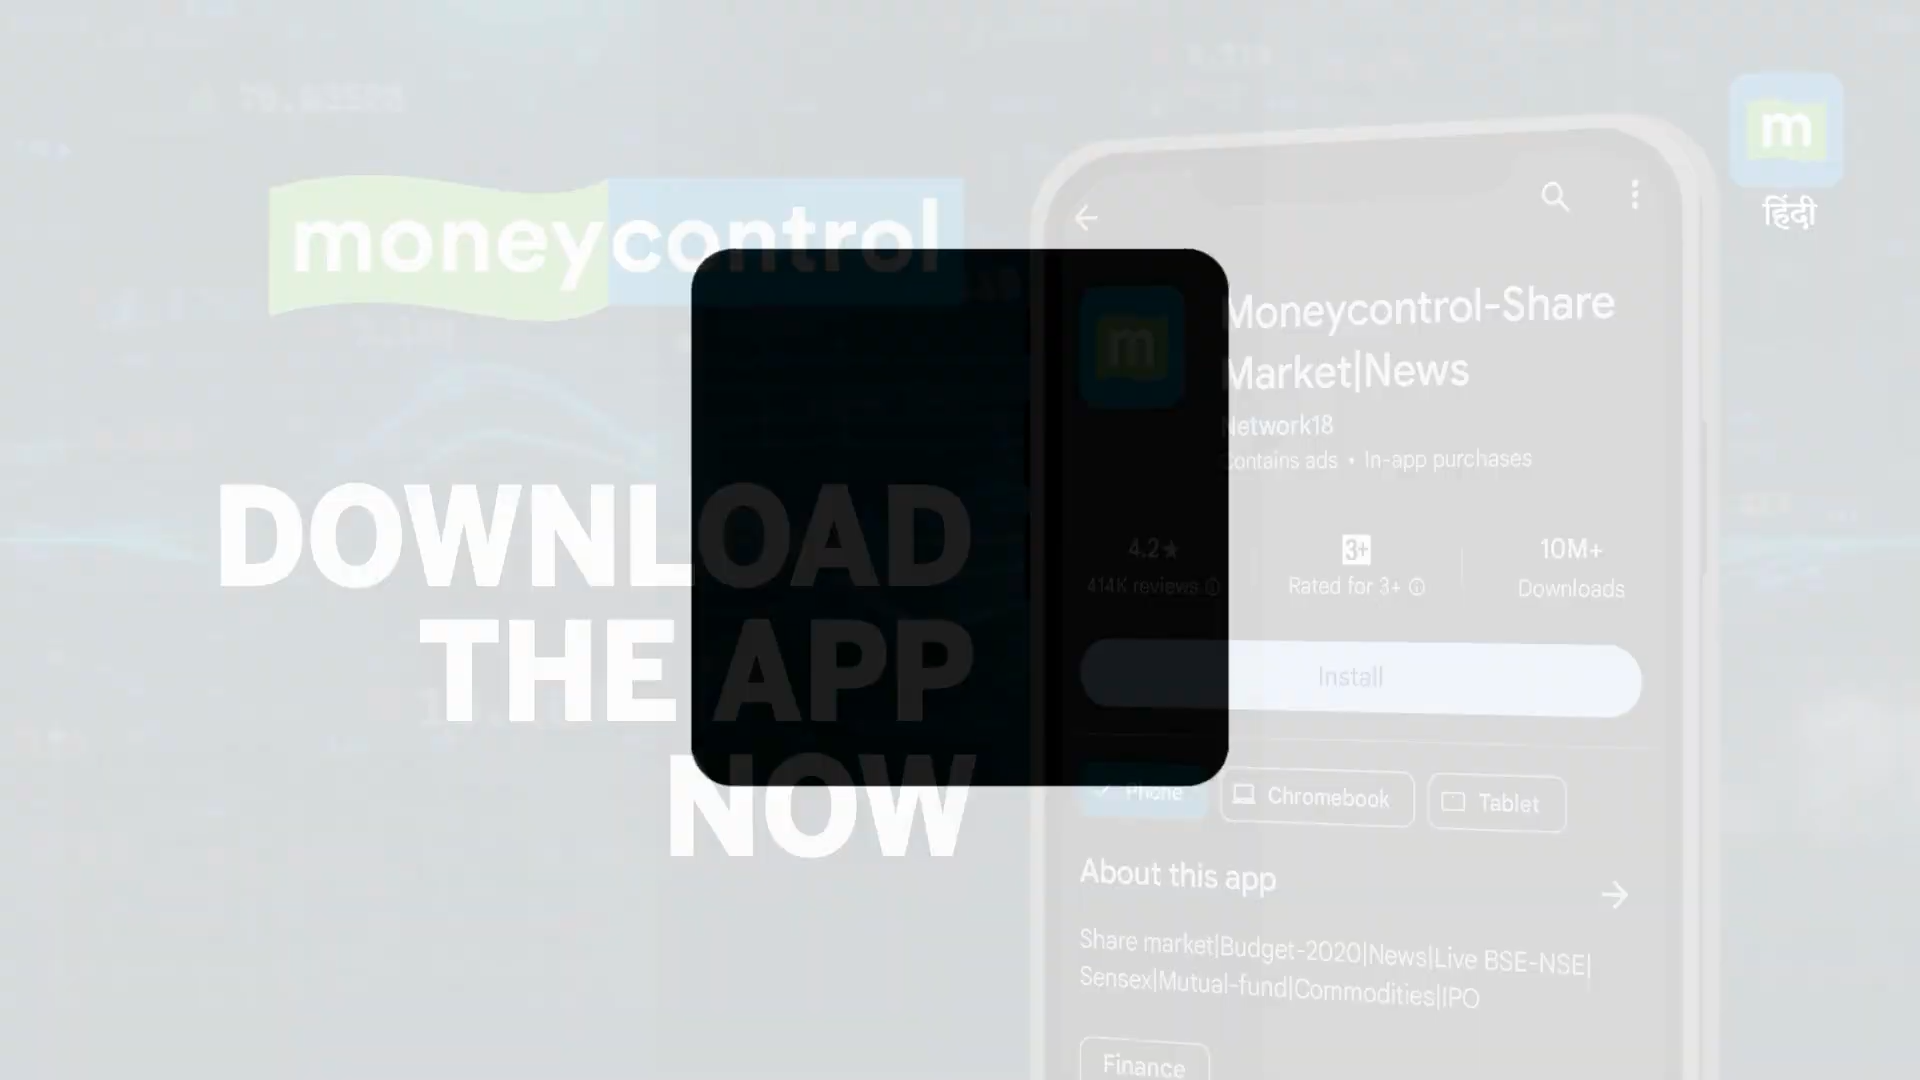 moneycontrol
DOWNLOAD
THE APP
NOW
m
हिंदी
m
Moneycontrol-Share
Market|News
Network18
Contains ads • In-app purchases
4.2★
414K reviews
3+
Rated for 3+
10M+
Downloads
Install
Phone
Chromebook
Tablet
About this app
Share market|Budget-2020|News|Live BSE-NSE|
Sensex|Mutual-fund|Commodities|IPO
Finance